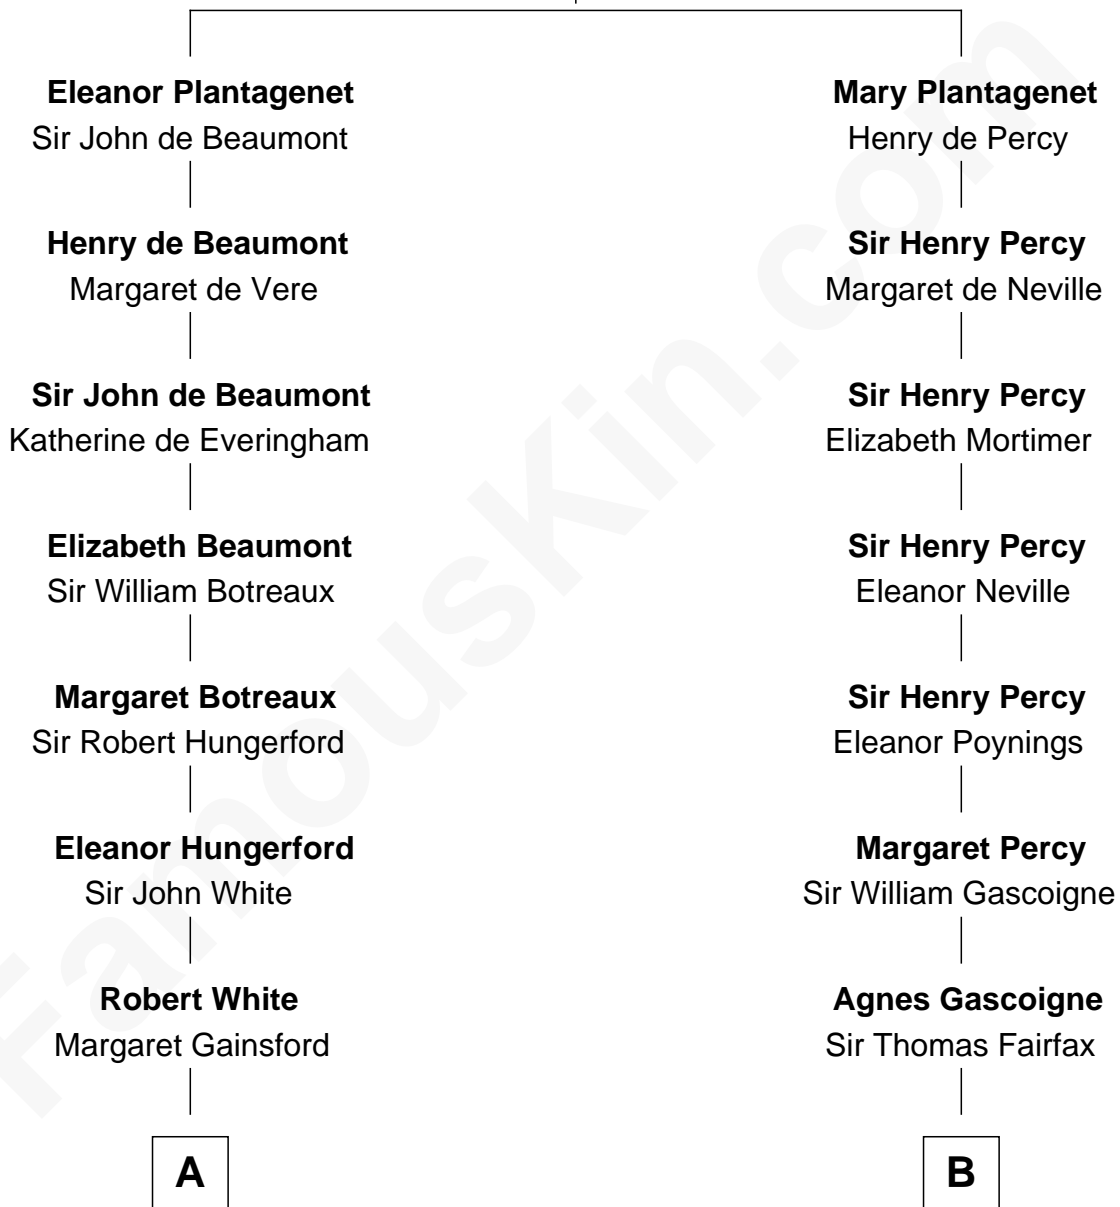 Eleanor Plantagenet
Sir John de Beaumont
Henry de Beaumont
Margaret de Vere
Sir John de Beaumont
Katherine de Everingham
Elizabeth Beaumont
Sir William Botreaux
Margaret Botreaux
Sir Robert Hungerford
Eleanor Hungerford
Sir John White
Robert White
Margaret Gainsford
A
Mary Plantagenet
Henry de Percy
Sir Henry Percy
Margaret de Neville
Sir Henry Percy
Elizabeth Mortimer
Sir Henry Percy
Eleanor Neville
Sir Henry Percy
Eleanor Poynings
Margaret Percy
Sir William Gascoigne
Agnes Gascoigne
Sir Thomas Fairfax
B
FamousKin.com